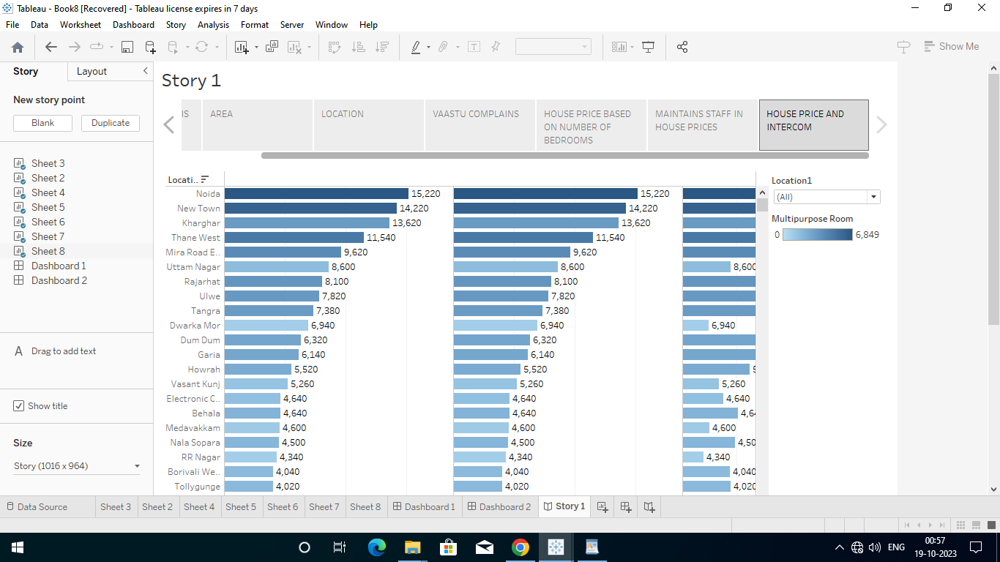 Tableau - Book8 [Recovered] - Tableau license expires in 7 days
File Data Worksheet Dashboard Story Analysis Format Server Window Help
Show Me
Story Layout
New story point
Blank Duplicate
Sheet 3
Sheet 2
Sheet 4
Sheet 5
Sheet 6
Sheet 7
Sheet 8
Dashboard 1
Dashboard 2
A Drag to add text
Show title
Size
Story (1016 x 964)
Story 1
IS
AREA
LOCATION
VAASTU COMPLAINS
HOUSE PRICE BASED
ON NUMBER OF
BEDROOMS
MAINTAINS STAFF IN
HOUSE PRICES
HOUSE PRICE AND
INTERCOM
Locati..
Noida 15,220 15,220
New Town 14,220 14,220
Kharghar 13,620 13,620
Thane West 11,540 11,540
Mira Road E.. 9,620 9,620
Uttam Nagar 8,600 8,600 8,600
Rajarhat 8,100 8,100
Ulwe 7,820 7,820
Tangra 7,380 7,380
Dwarka Mor 6,940 6,940 6,940
Dum Dum 6,320 6,320
Garia 6,140 6,140
Howrah 5,520 5,520 5
Vasant Kunj 5,260 5,260 5,260
Electronic C.. 4,640 4,640 4,640
Behala 4,640 4,640 4,64
Medavakkam 4,600 4,600 4,600
Nala Sopara 4,500 4,500 4,50
RR Nagar 4,340 4,340 4,340
Borivali We.. 4,040 4,040 4,040
Tollygunge 4,020 4,020 4,020
Location1
(All)
Multipurpose Room
0 6,849
Data Source Sheet 3 Sheet 2 Sheet 4 Sheet 5 Sheet 6 Sheet 7 Sheet 8 Dashboard 1 Dashboard 2 Story 1
ENG
00:57
19-10-2023